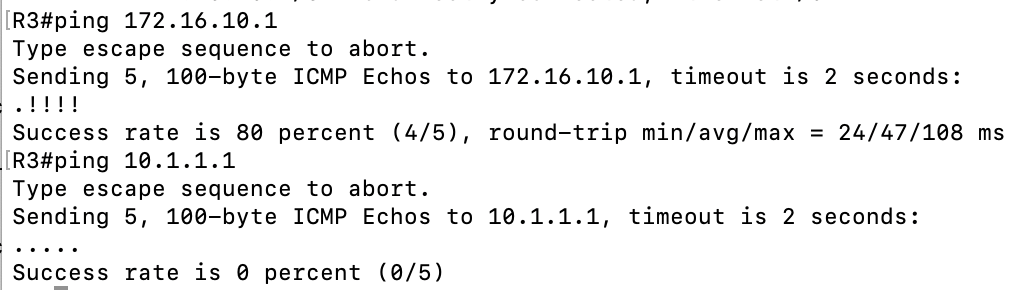 R3#ping 172.16.10.1
Type escape sequence to abort.
Sending 5, 100-byte ICMP Echos to 172.16.10.1, timeout is 2 seconds:
.!!!!
Success rate is 80 percent (4/5), round-trip min/avg/max = 24/47/108 ms
R3#ping 10.1.1.1
Type escape sequence to abort.
Sending 5, 100-byte ICMP Echos to 10.1.1.1, timeout is 2 seconds:
.....
Success rate is 0 percent (0/5)